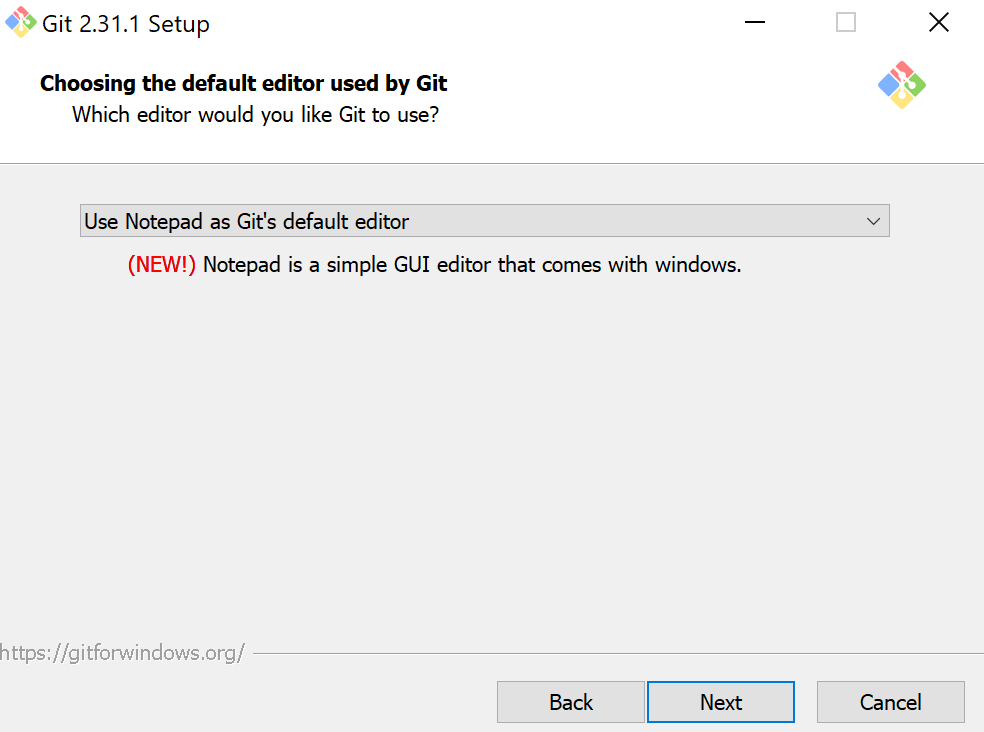 Git 2.31.1 Setup
Choosing the default editor used by Git
Which editor would you like Git to use?
Use Notepad as Git's default editor
(NEW!) Notepad is a simple GUI editor that comes with windows.
https://gitforwindows.org/
Back
Next
Cancel